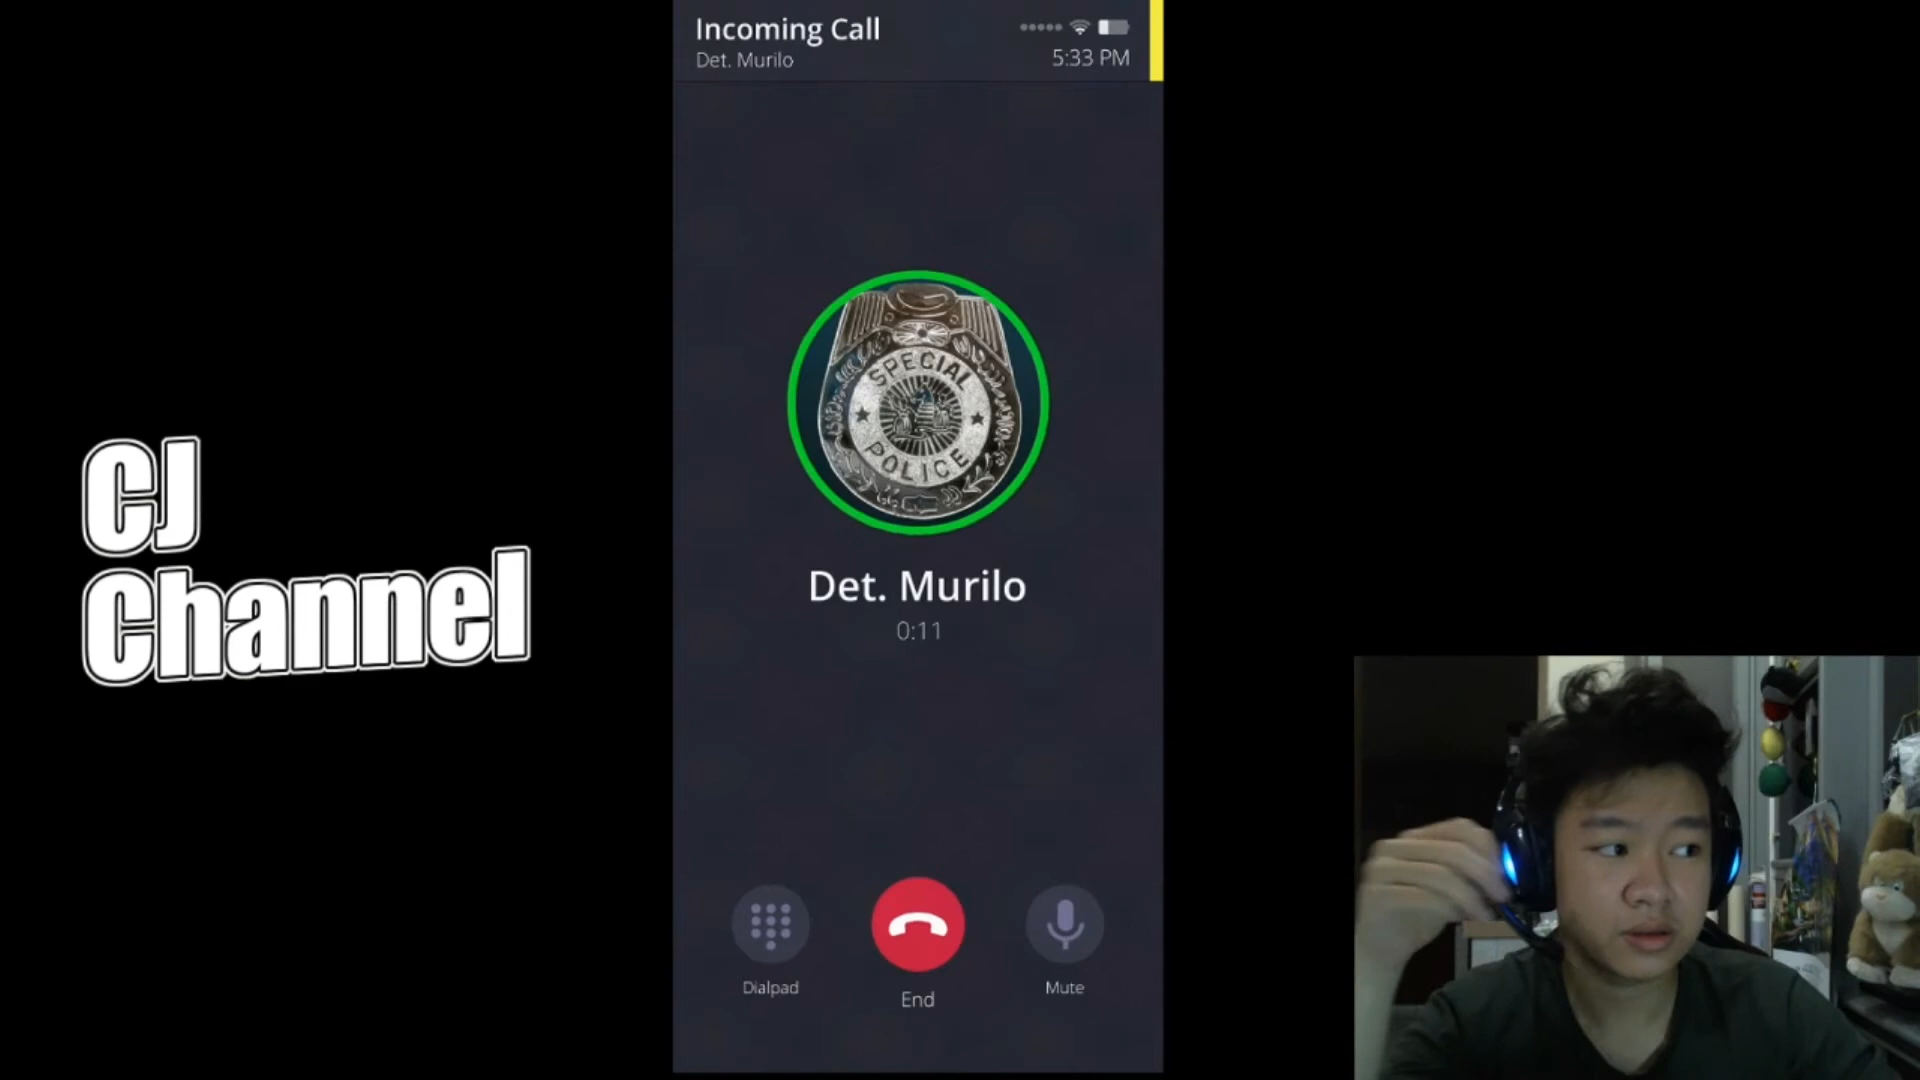 Incoming Call
Det. Murilo
5:33 PM
SPECIAL
POLICE
Det. Murilo
0:11
CJ
Channel
Dialpad
End
Mute